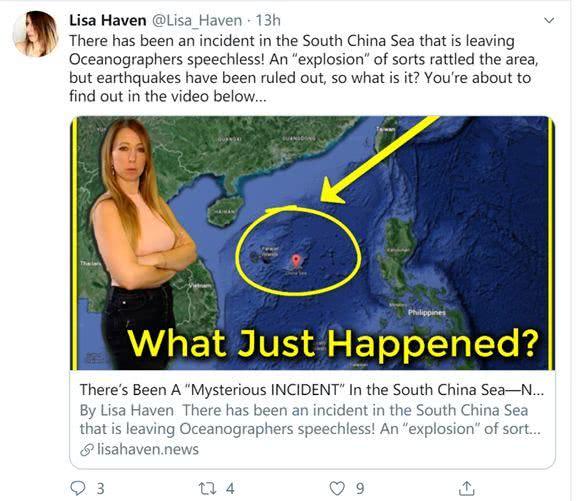 Lisa Haven @Lisa_Haven · 13h
There has been an incident in the South China Sea that is leaving
Oceanographers speechless! An “explosion” of sorts rattled the area,
but earthquakes have been ruled out, so what is it? You’re about to
find out in the video below...
GUANGXI
GUANGDONG
Taiwan
HAINAN
Paracel
Islands
China Sea
Thailan
Vietnam
Philippines
What Just Happened?
There’s Been A “Mysterious INCIDENT” In the South China Sea—N...
By Lisa Haven There has been an incident in the South China Sea
that is leaving Oceanographers speechless! An “explosion” of sort...
lisahaven.news
3
4
9